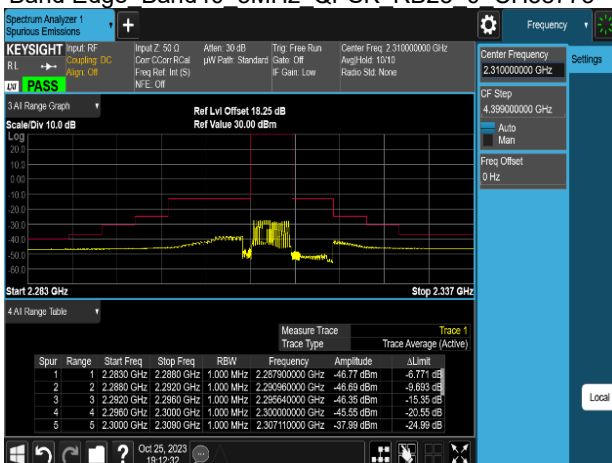 Spectrum Analyzer 1
Spurious Emissions
Frequency
KEYSIGHT
RL
LXI PASS
Input: RF
Coupling: DC
Align: Off
Input Z: 50 Ω
Corr CCorr RCal
Freq Ref: Int (S)
NFE: Off
Atten: 30 dB
µW Path: Standard
Trig: Free Run
Gate: Off
IF Gain: Low
Center Freq: 2.310000000 GHz
Avg|Hold: 10/10
Radio Std: None
Center Frequency
2.310000000 GHz
Settings
CF Step
4.399000000 GHz
Auto
Man
Freq Offset
0 Hz
Local
3 All Range Graph
Scale/Div 10.0 dB
Ref Lvl Offset 18.25 dB
Ref Value 30.00 dBm
Log
20.0
10.0
0.00
-10.0
-20.0
-30.0
-40.0
-50.0
-60.0
Start 2.283 GHz
Stop 2.337 GHz
4 All Range Table
Measure Trace Trace 1
Trace Type Trace Average (Active)
Spur Range Start Freq Stop Freq RBW Frequency Amplitude ΔLimit
1 1 2.2830 GHz 2.2880 GHz 1.000 MHz 2.287900000 GHz -46.77 dBm -6.771 dB
2 2 2.2880 GHz 2.2920 GHz 1.000 MHz 2.290960000 GHz -46.69 dBm -9.693 dB
3 3 2.2920 GHz 2.2960 GHz 1.000 MHz 2.295640000 GHz -46.35 dBm -15.35 dB
4 4 2.2960 GHz 2.3000 GHz 1.000 MHz 2.300000000 GHz -45.55 dBm -20.55 dB
5 5 2.3000 GHz 2.3090 GHz 1.000 MHz 2.307110000 GHz -37.99 dBm -24.99 dB
Oct 25, 2023
19:12:32